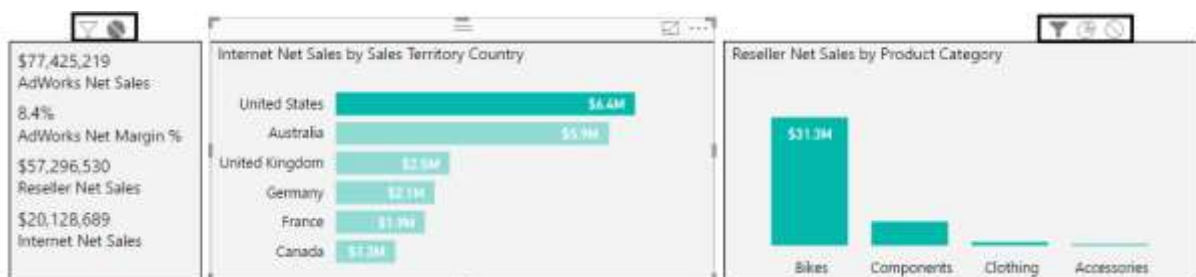 $77,425,219
AdWorks Net Sales
8.4%
AdWorks Net Margin %
$57,296,530
Reseller Net Sales
$20,128,689
Internet Net Sales
Internet Net Sales by Sales Territory Country
United States $6.4M
Australia $5.9M
United Kingdom $2.5M
Germany $2.1M
France $1.9M
Canada $1.3M
Reseller Net Sales by Product Category
$31.3M
Bikes Components Clothing Accessories